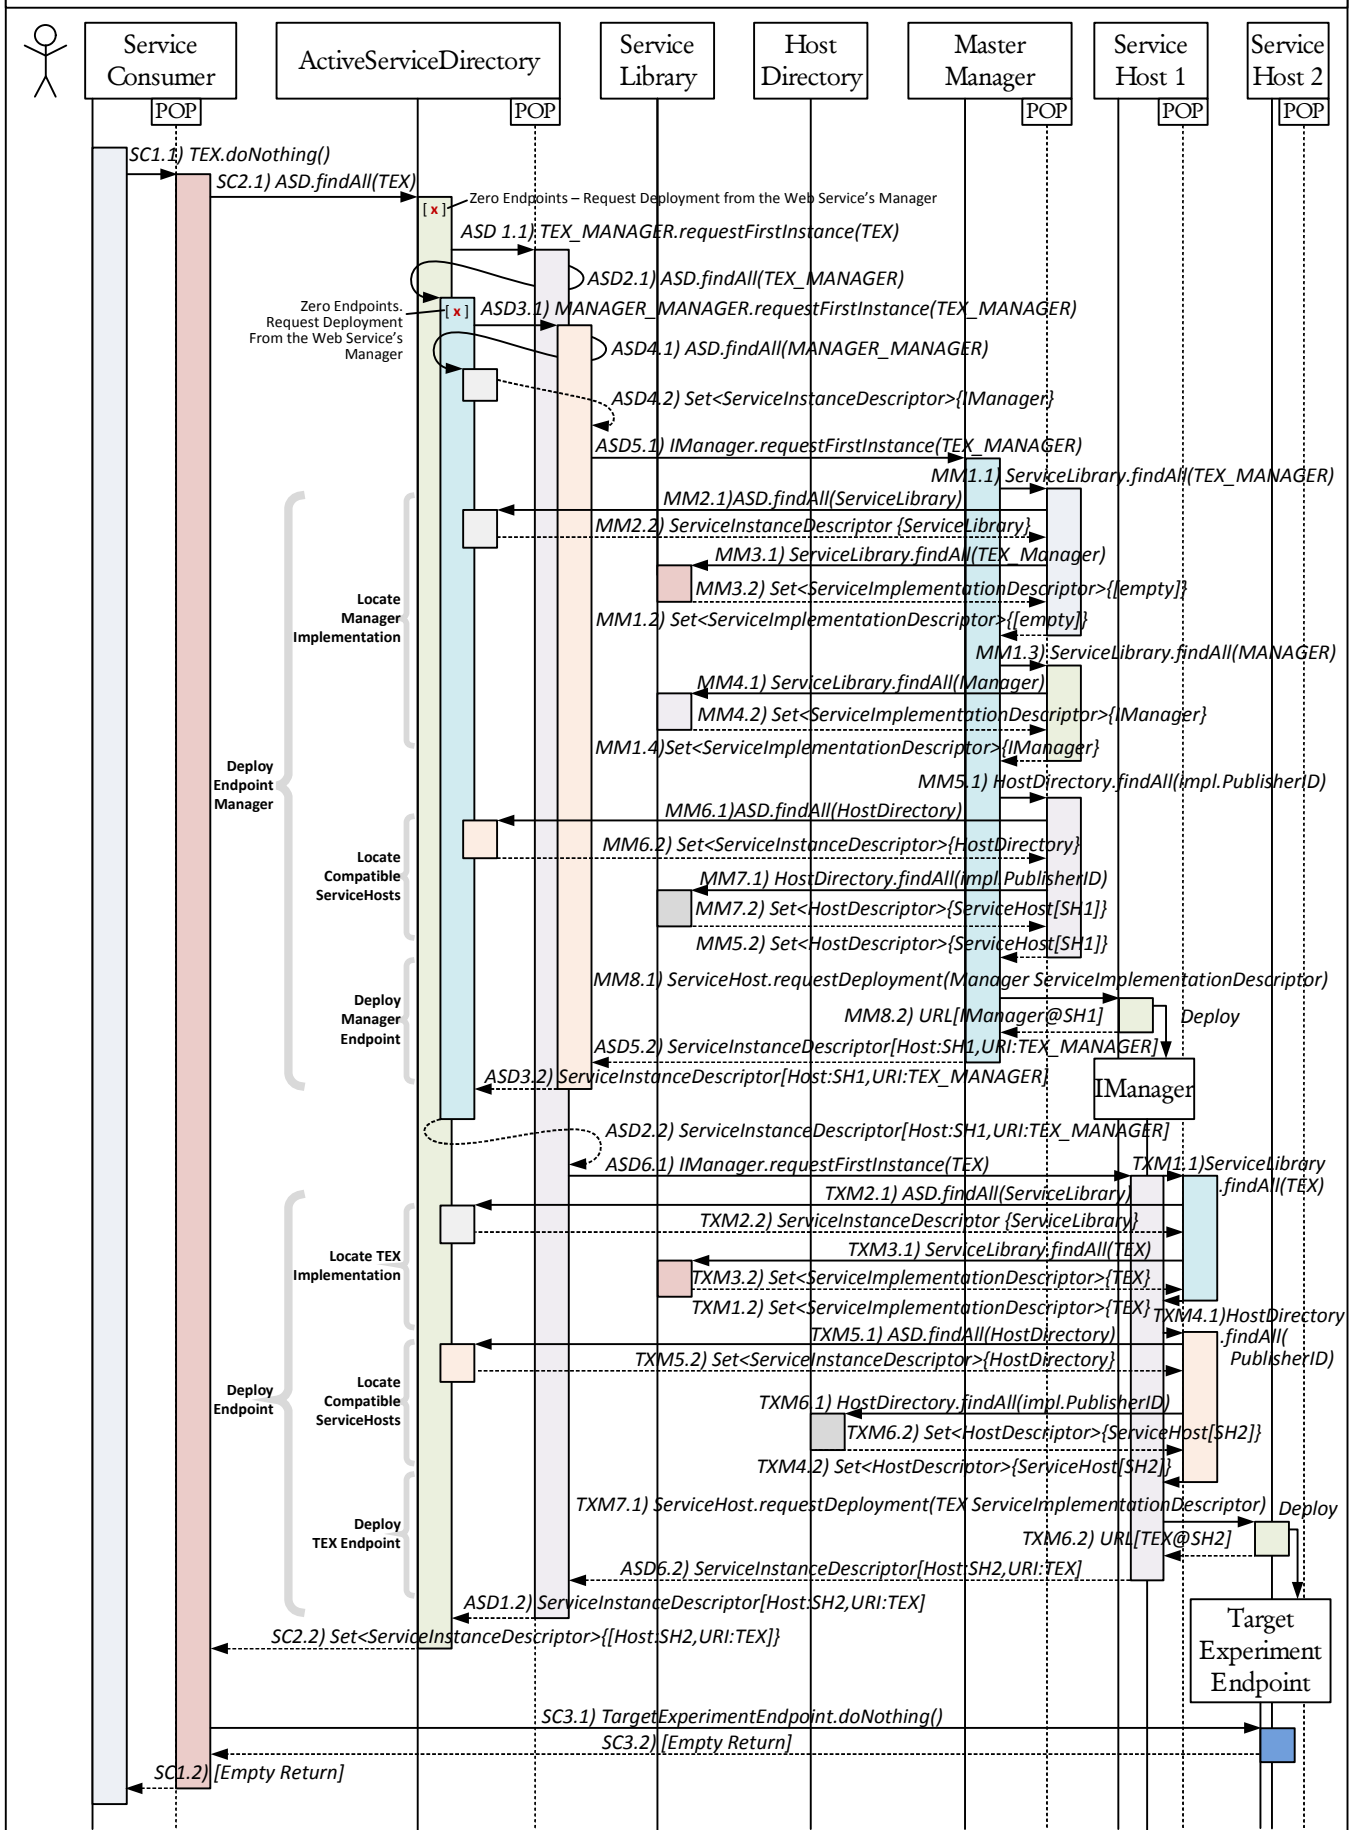 Service
Consumer
ActiveServiceDirectory
Service
Library
Host
Directory
Master
Manager
Service
Host 1
Service
Host 2
POP
POP
POP
POP
POP
SC1.1) TEX.doNothing()
SC2.1) ASD.findAll(TEX)
[ x ]
Zero Endpoints – Request Deployment from the Web Service's Manager
ASD 1.1) TEX_MANAGER.requestFirstInstance(TEX)
ASD2.1) ASD.findAll(TEX_MANAGER)
Zero Endpoints.
Request Deployment
From the Web Service's
Manager
[ x ]
ASD3.1) MANAGER_MANAGER.requestFirstInstance(TEX_MANAGER)
ASD4.1) ASD.findAll(MANAGER_MANAGER)
ASD4.2) Set<ServiceInstanceDescriptor>{IManager}
ASD5.1) IManager.requestFirstInstance(TEX_MANAGER)
MM1.1) ServiceLibrary.findAll(TEX_MANAGER)
MM2.1)ASD.findAll(ServiceLibrary)
MM2.2) ServiceInstanceDescriptor {ServiceLibrary}
MM3.1) ServiceLibrary.findAll(TEX_Manager)
MM3.2) Set<ServiceImplementationDescriptor>{[empty]}
Locate
Manager
Implementation
MM1.2) Set<ServiceImplementationDescriptor>{[empty]}
MM1.3) ServiceLibrary.findAll(MANAGER)
MM4.1) ServiceLibrary.findAll(Manager)
MM4.2) Set<ServiceImplementationDescriptor>{IManager}
MM1.4)Set<ServiceImplementationDescriptor>{IManager}
Deploy
Endpoint
Manager
MM5.1) HostDirectory.findAll(impl.PublisherID)
MM6.1)ASD.findAll(HostDirectory)
MM6.2) Set<ServiceInstanceDescriptor>{HostDirectory}
Locate
Compatible
ServiceHosts
MM7.1) HostDirectory.findAll(impl.PublisherID)
MM7.2) Set<HostDescriptor>{ServiceHost[SH1]}
MM5.2) Set<HostDescriptor>{ServiceHost[SH1]}
MM8.1) ServiceHost.requestDeployment(Manager ServiceImplementationDescriptor)
Deploy
Manager
Endpoint
MM8.2) URL[IManager@SH1]
Deploy
ASD5.2) ServiceInstanceDescriptor[Host:SH1,URI:TEX_MANAGER]
ASD3.2) ServiceInstanceDescriptor[Host:SH1,URI:TEX_MANAGER]
IManager
ASD2.2) ServiceInstanceDescriptor[Host:SH1,URI:TEX_MANAGER]
ASD6.1) IManager.requestFirstInstance(TEX)
TXM1.1)ServiceLibrary
.findAll(TEX)
TXM2.1) ASD.findAll(ServiceLibrary)
TXM2.2) ServiceInstanceDescriptor {ServiceLibrary}
Locate TEX
Implementation
TXM3.1) ServiceLibrary.findAll(TEX)
TXM3.2) Set<ServiceImplementationDescriptor>{TEX}
TXM1.2) Set<ServiceImplementationDescriptor>{TEX}
TXM4.1)HostDirectory
.findAll(
PublisherID)
TXM5.1) ASD.findAll(HostDirectory)
TXM5.2) Set<ServiceInstanceDescriptor>{HostDirectory}
Deploy
Endpoint
Locate
Compatible
ServiceHosts
TXM6.1) HostDirectory.findAll(impl.PublisherID)
TXM6.2) Set<HostDescriptor>{ServiceHost[SH2]}
TXM4.2) Set<HostDescriptor>{ServiceHost[SH2]}
TXM7.1) ServiceHost.requestDeployment(TEX ServiceImplementationDescriptor)
Deploy
Deploy
TEX Endpoint
TXM6.2) URL[TEX@SH2]
ASD6.2) ServiceInstanceDescriptor[Host:SH2,URI:TEX]
ASD1.2) ServiceInstanceDescriptor[Host:SH2,URI:TEX]
SC2.2) Set<ServiceInstanceDescriptor>{[Host:SH2,URI:TEX]}
Target
Experiment
Endpoint
SC3.1) TargetExperimentEndpoint.doNothing()
SC3.2) [Empty Return]
SC1.2) [Empty Return]